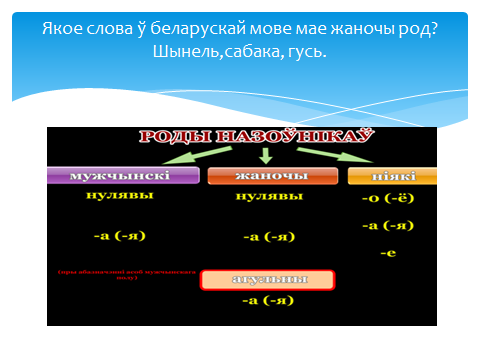 Якое слова ў беларускай мове мае жаночы род?
Шынель,сабака, гусь.
РОДЫ НАЗОЎНІКАЎ
мужчынскі жаночы ніякі
нулявы нулявы -о (-ё)
-а (-я) -а (-я) -а (-я)
-е
(пры абазначэнні асоб мужчынскага полу)
агульны
-а (-я)